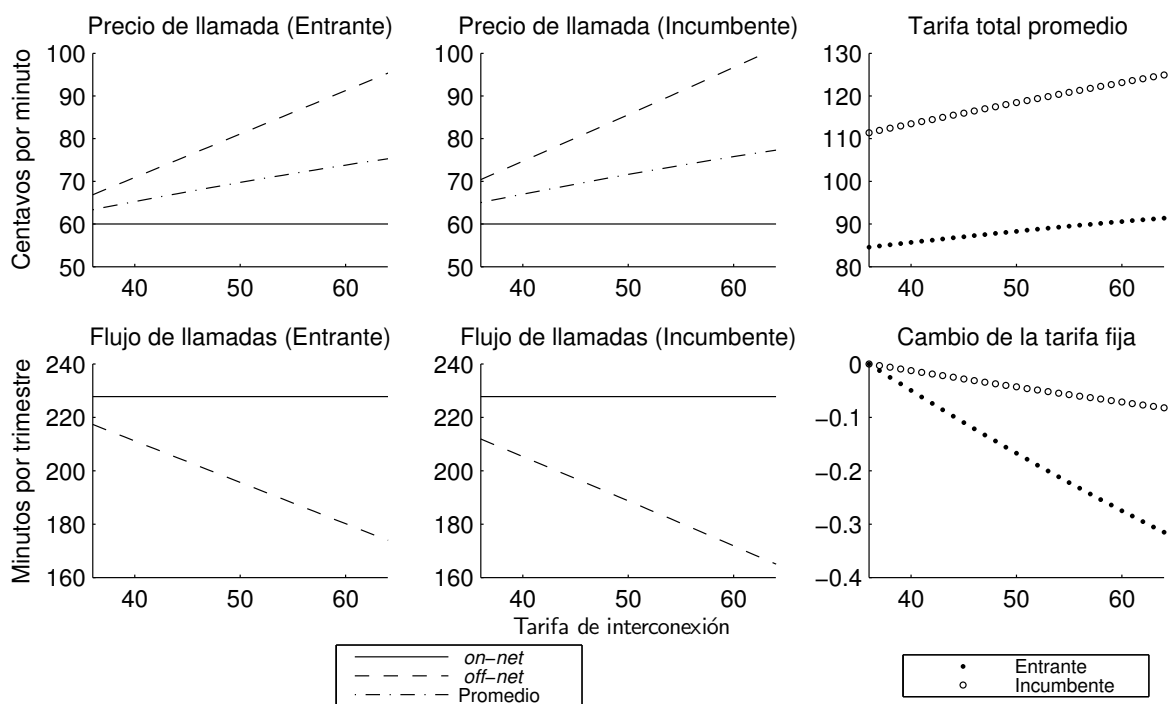 Precio de llamada (Entrante)
Precio de llamada (Incumbente)
Tarifa total promedio
Centavos por minuto
100
90
80
70
60
50
40 50 60
100
90
80
70
60
50
40 50 60
130
120
110
100
90
80
40 50 60
Flujo de llamadas (Entrante)
Flujo de llamadas (Incumbente)
Cambio de la tarifa fija
Minutos por trimestre
240
220
200
180
160
40 50 60
240
220
200
180
160
40 50 60
0
−0.1
−0.2
−0.3
−0.4
40 50 60
Tarifa de interconexión
on−net
off−net
Promedio
Entrante
Incumbente